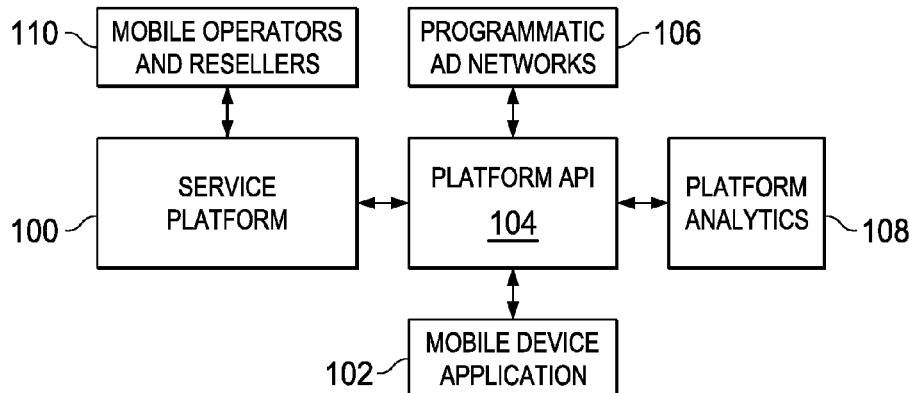 110
MOBILE OPERATORS
AND RESELLERS
PROGRAMMATIC
AD NETWORKS
106
SERVICE
PLATFORM
100
PLATFORM API
104
PLATFORM
ANALYTICS
108
MOBILE DEVICE
APPLICATION
102